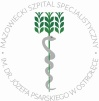 MAZOWIECKI SZPITAL SPECJALISTYCZNY
IM. DR. JÓZEFA PSARSKIEGO W OSTROŁĘCE